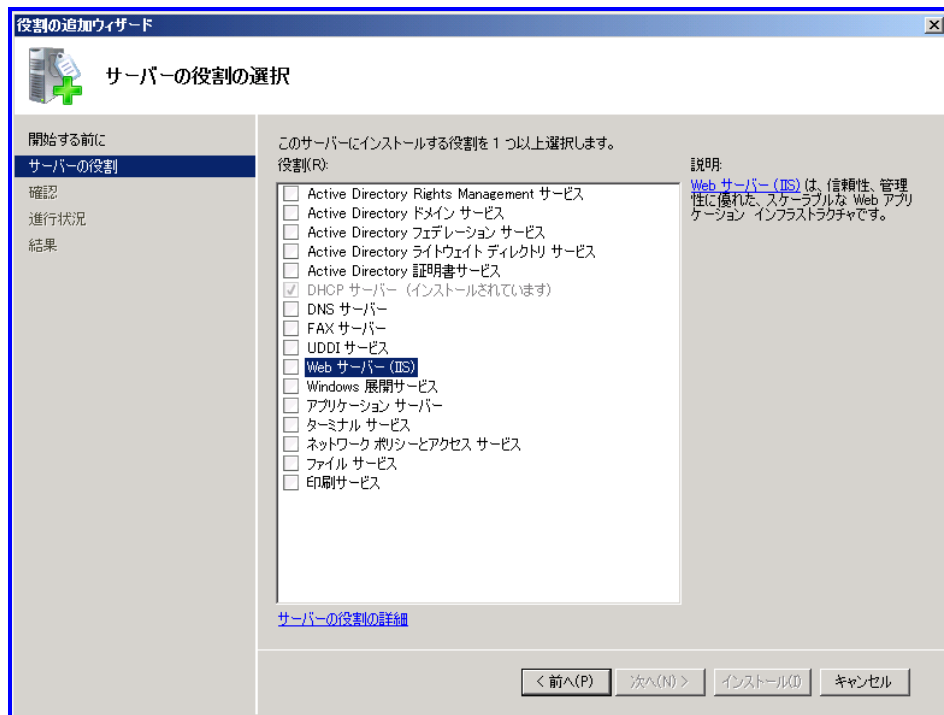 役割の追加ウィザード
サーバーの役割の選択
開始する前に
サーバーの役割
確認
進行状況
結果
このサーバーにインストールする役割を 1 つ以上選択します。
役割(R):
Active Directory Rights Management サービス
Active Directory ドメイン サービス
Active Directory フェデレーション サービス
Active Directory ライトウェイト ディレクトリ サービス
Active Directory 証明書サービス
DHCP サーバー (インストールされています)
DNS サーバー
FAX サーバー
UDDI サービス
Web サーバー (IIS)
Windows 展開サービス
アプリケーション サーバー
ターミナル サービス
ネットワーク ポリシーとアクセス サービス
ファイル サービス
印刷サービス
サーバーの役割の詳細
説明:
Web サーバー (IIS) は、信頼性、管理
性に優れた、スケーラブルな Web アプリ
ケーション インフラストラクチャです。
< 前へ(P)
次へ(N) >
インストール(I)
キャンセル